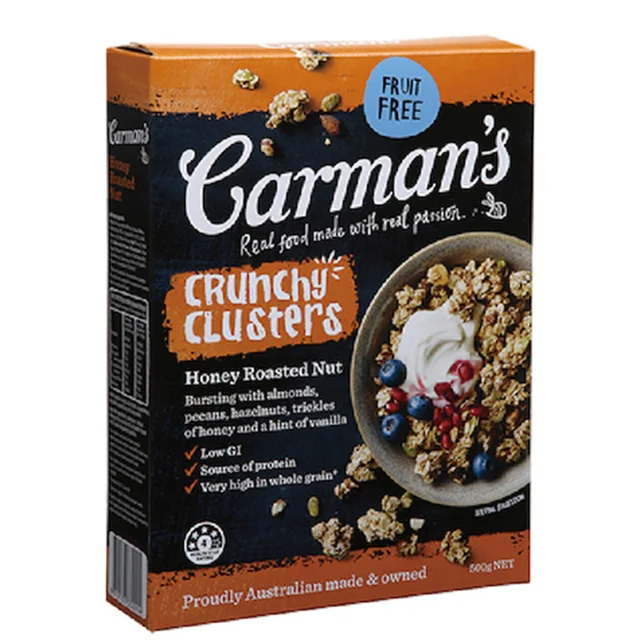 FRUIT
FREE
Carman's
Real food made with real passion.
CRUNCHY
CLUSTERS
Honey Roasted Nut
Bursting with almonds,
pecans, hazelnuts, trickles
of honey and a hint of vanilla
Low GI
Source of protein
Very high in whole grain*
4
SERVING SUGGESTION
Proudly Australian made & owned
500g NET
Carman's
Honey
Roasted
Nut